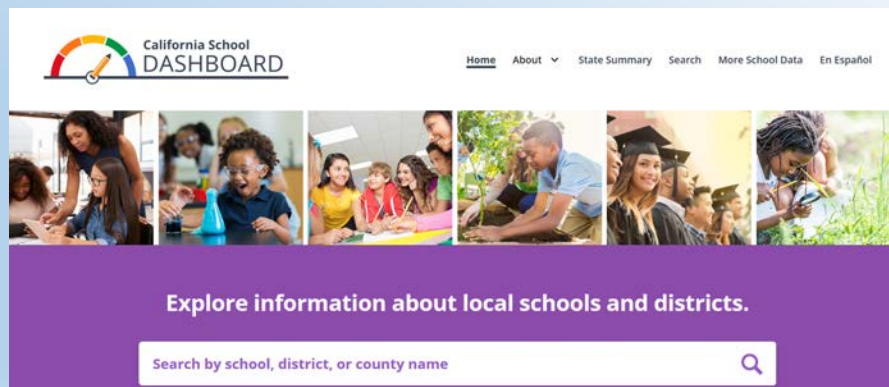 California School
DASHBOARD
Home About State Summary Search More School Data En Español
Explore information about local schools and districts.
Search by school, district, or county name